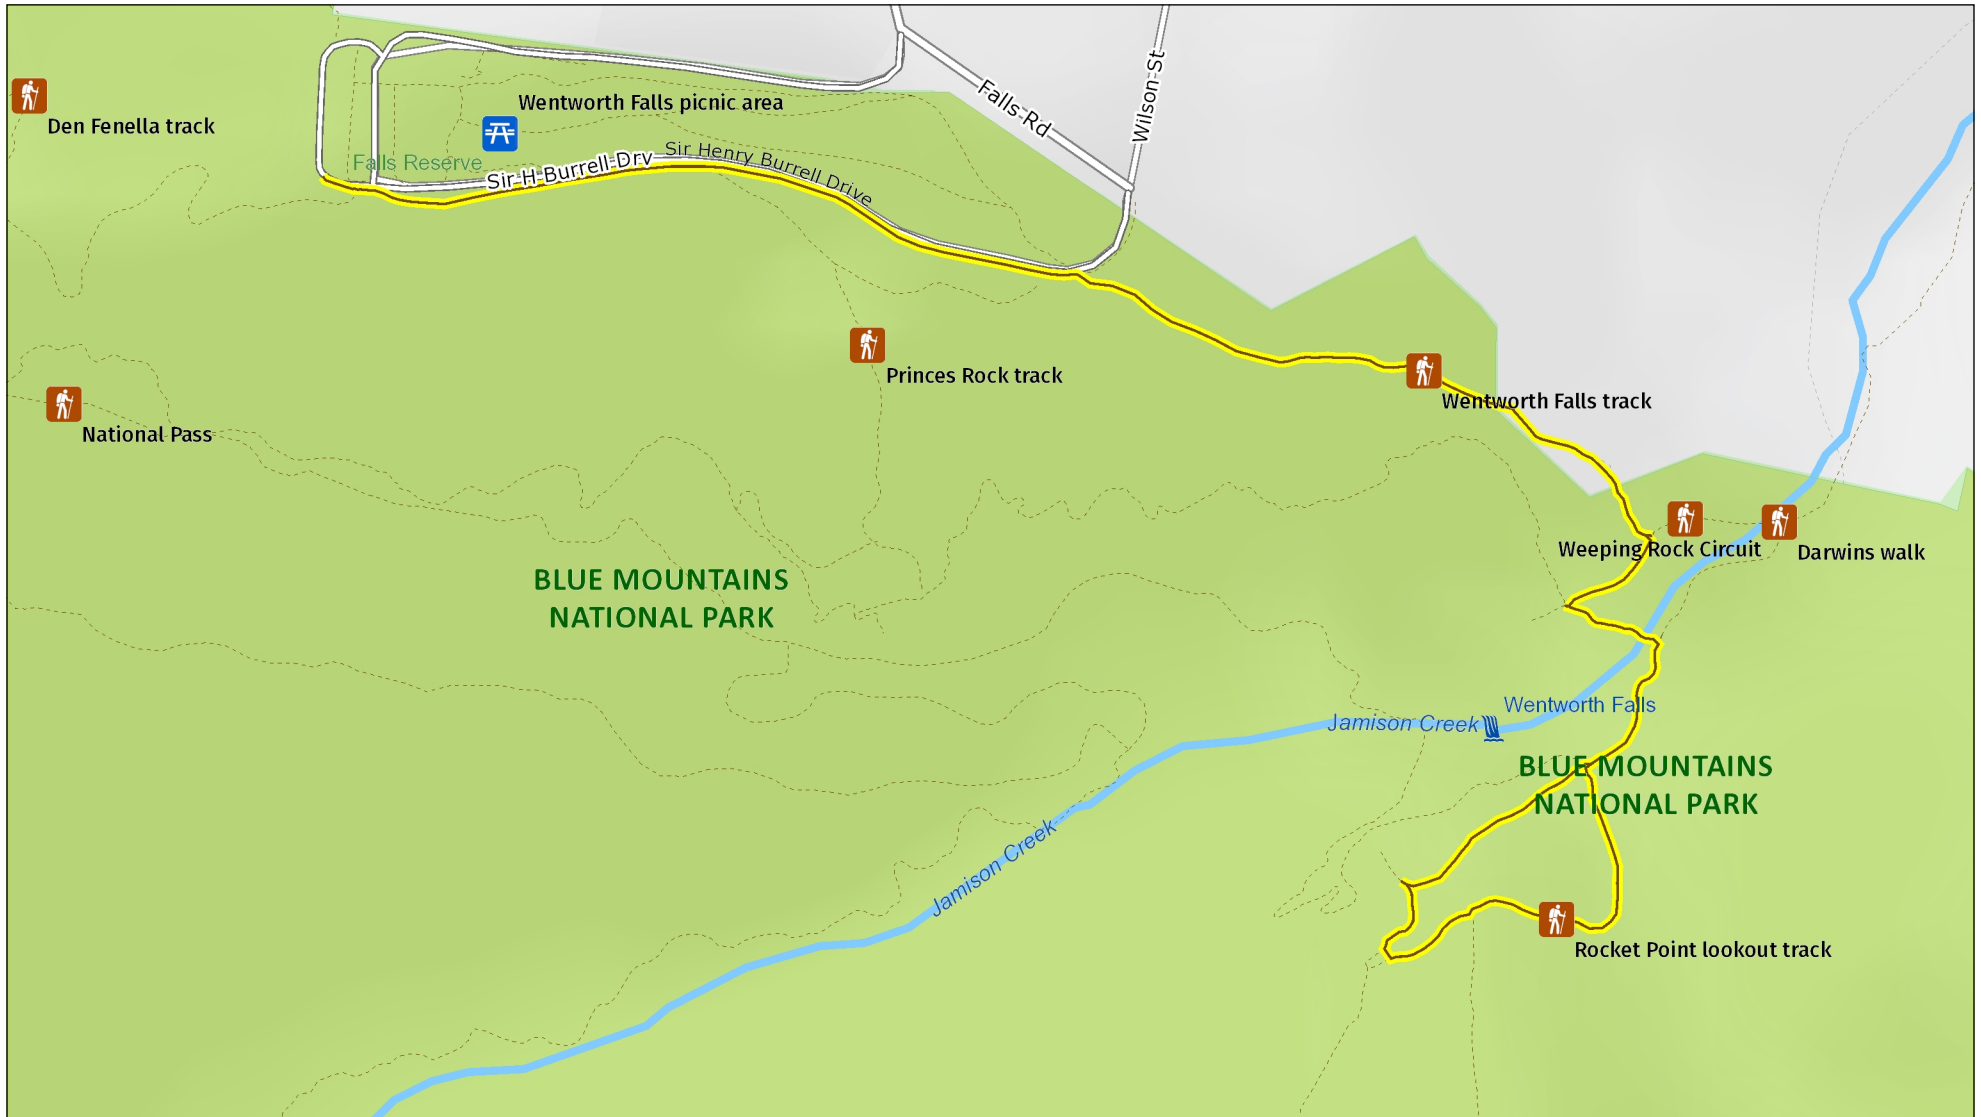 Wentworth Falls picnic area
Falls Rd
Wilson St
Den Fenella track
Falls Reserve
Sir H Burrell Drv
Sir Henry Burrell Drive
Princes Rock track
Wentworth Falls track
National Pass
Weeping Rock Circuit
Darwins walk
BLUE MOUNTAINS
NATIONAL PARK
Wentworth Falls
Jamison Creek
BLUE MOUNTAINS
NATIONAL PARK
Jamison Creek
Rocket Point lookout track